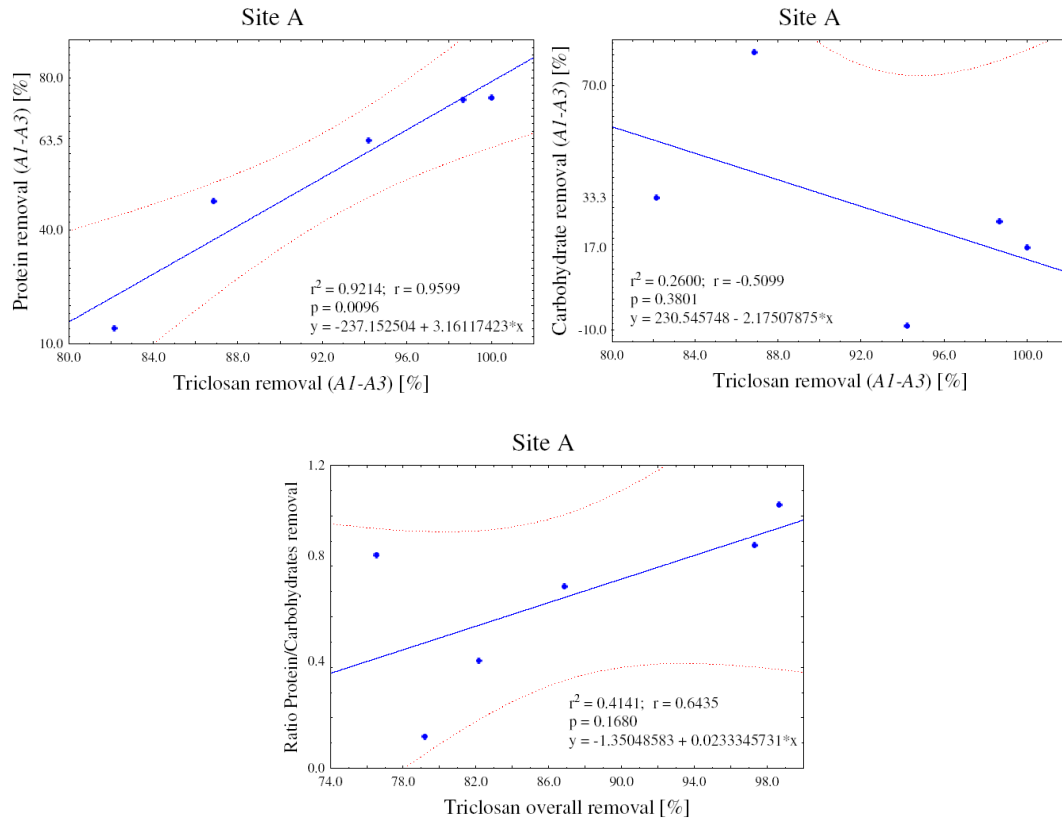 Site A
Protein removal (A1-A3) [%]
80.0
63.5
40.0
10.0
80.0 84.0 88.0 92.0 96.0 100.0
r² = 0.9214; r = 0.9599
p = 0.0096
y = -237.152504 + 3.16117423*x
Triclosan removal (A1-A3) [%]
Site A
Carbohydrate removal (A1-A3) [%]
70.0
33.3
17.0
-10.0
80.0 84.0 88.0 92.0 96.0 100.0
r² = 0.2600; r = -0.5099
p = 0.3801
y = 230.545748 - 2.17507875*x
Triclosan removal (A1-A3) [%]
Site A
Ratio Protein/Carbohydrates removal
1.2
0.8
0.4
0.0
74.0 78.0 82.0 86.0 90.0 94.0 98.0
r² = 0.4141; r = 0.6435
p = 0.1680
y = -1.35048583 + 0.0233345731*x
Triclosan overall removal [%]